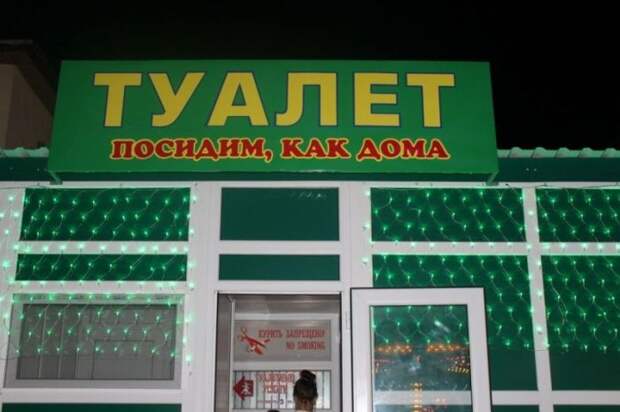 ТУАЛЕТ
ПОСИДИМ, КАК ДОМА
КУРИТЬ ЗАПРЕЩЕНО
NO SMOKING